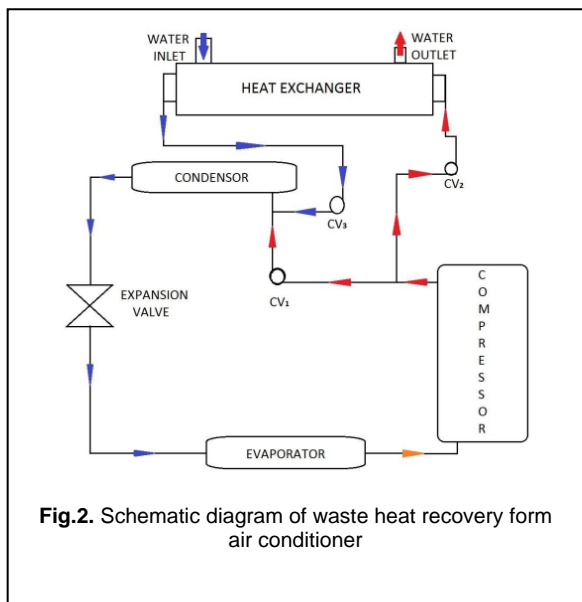 WATER
INLET
WATER
OUTLET
HEAT EXCHANGER
CONDENSOR
CV₂
CV₃
CV₁
EXPANSION
VALVE
COMPRESSOR
EVAPORATOR
Fig.2. Schematic diagram of waste heat recovery form
air conditioner